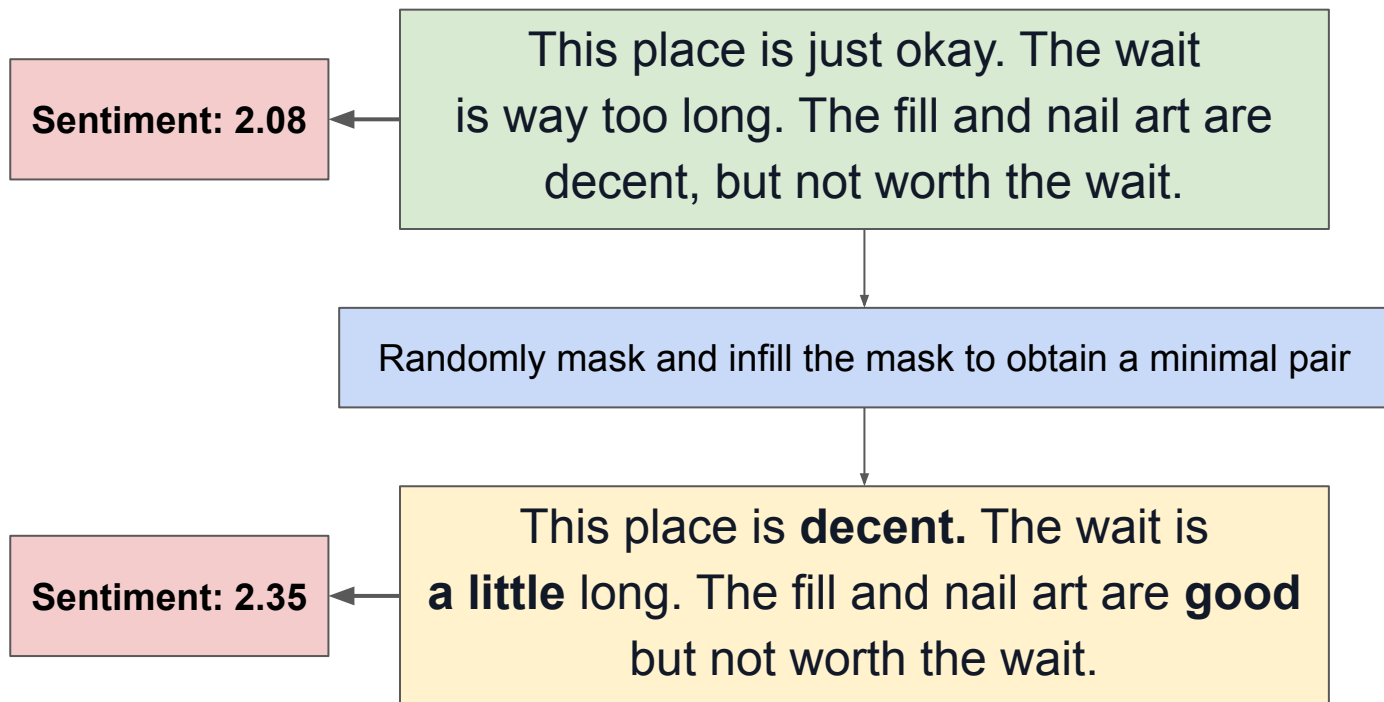 This place is just okay. The wait
is way too long. The fill and nail art are
decent, but not worth the wait.
Sentiment: 2.08
Randomly mask and infill the mask to obtain a minimal pair
This place is decent. The wait is
a little long. The fill and nail art are good
but not worth the wait.
Sentiment: 2.35